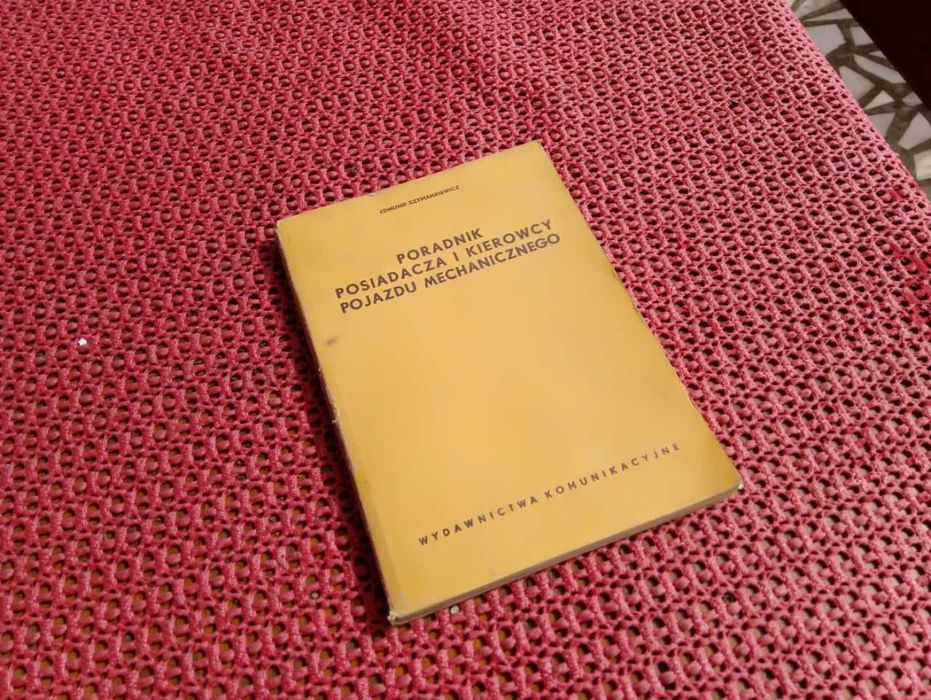 EDMUND SZYMANKIEWICZ
PORADNIK
POSIADACZA I KIEROWCY
POJAZDU MECHANICZNEGO
WYDAWNICTWA KOMUNIKACYJNE